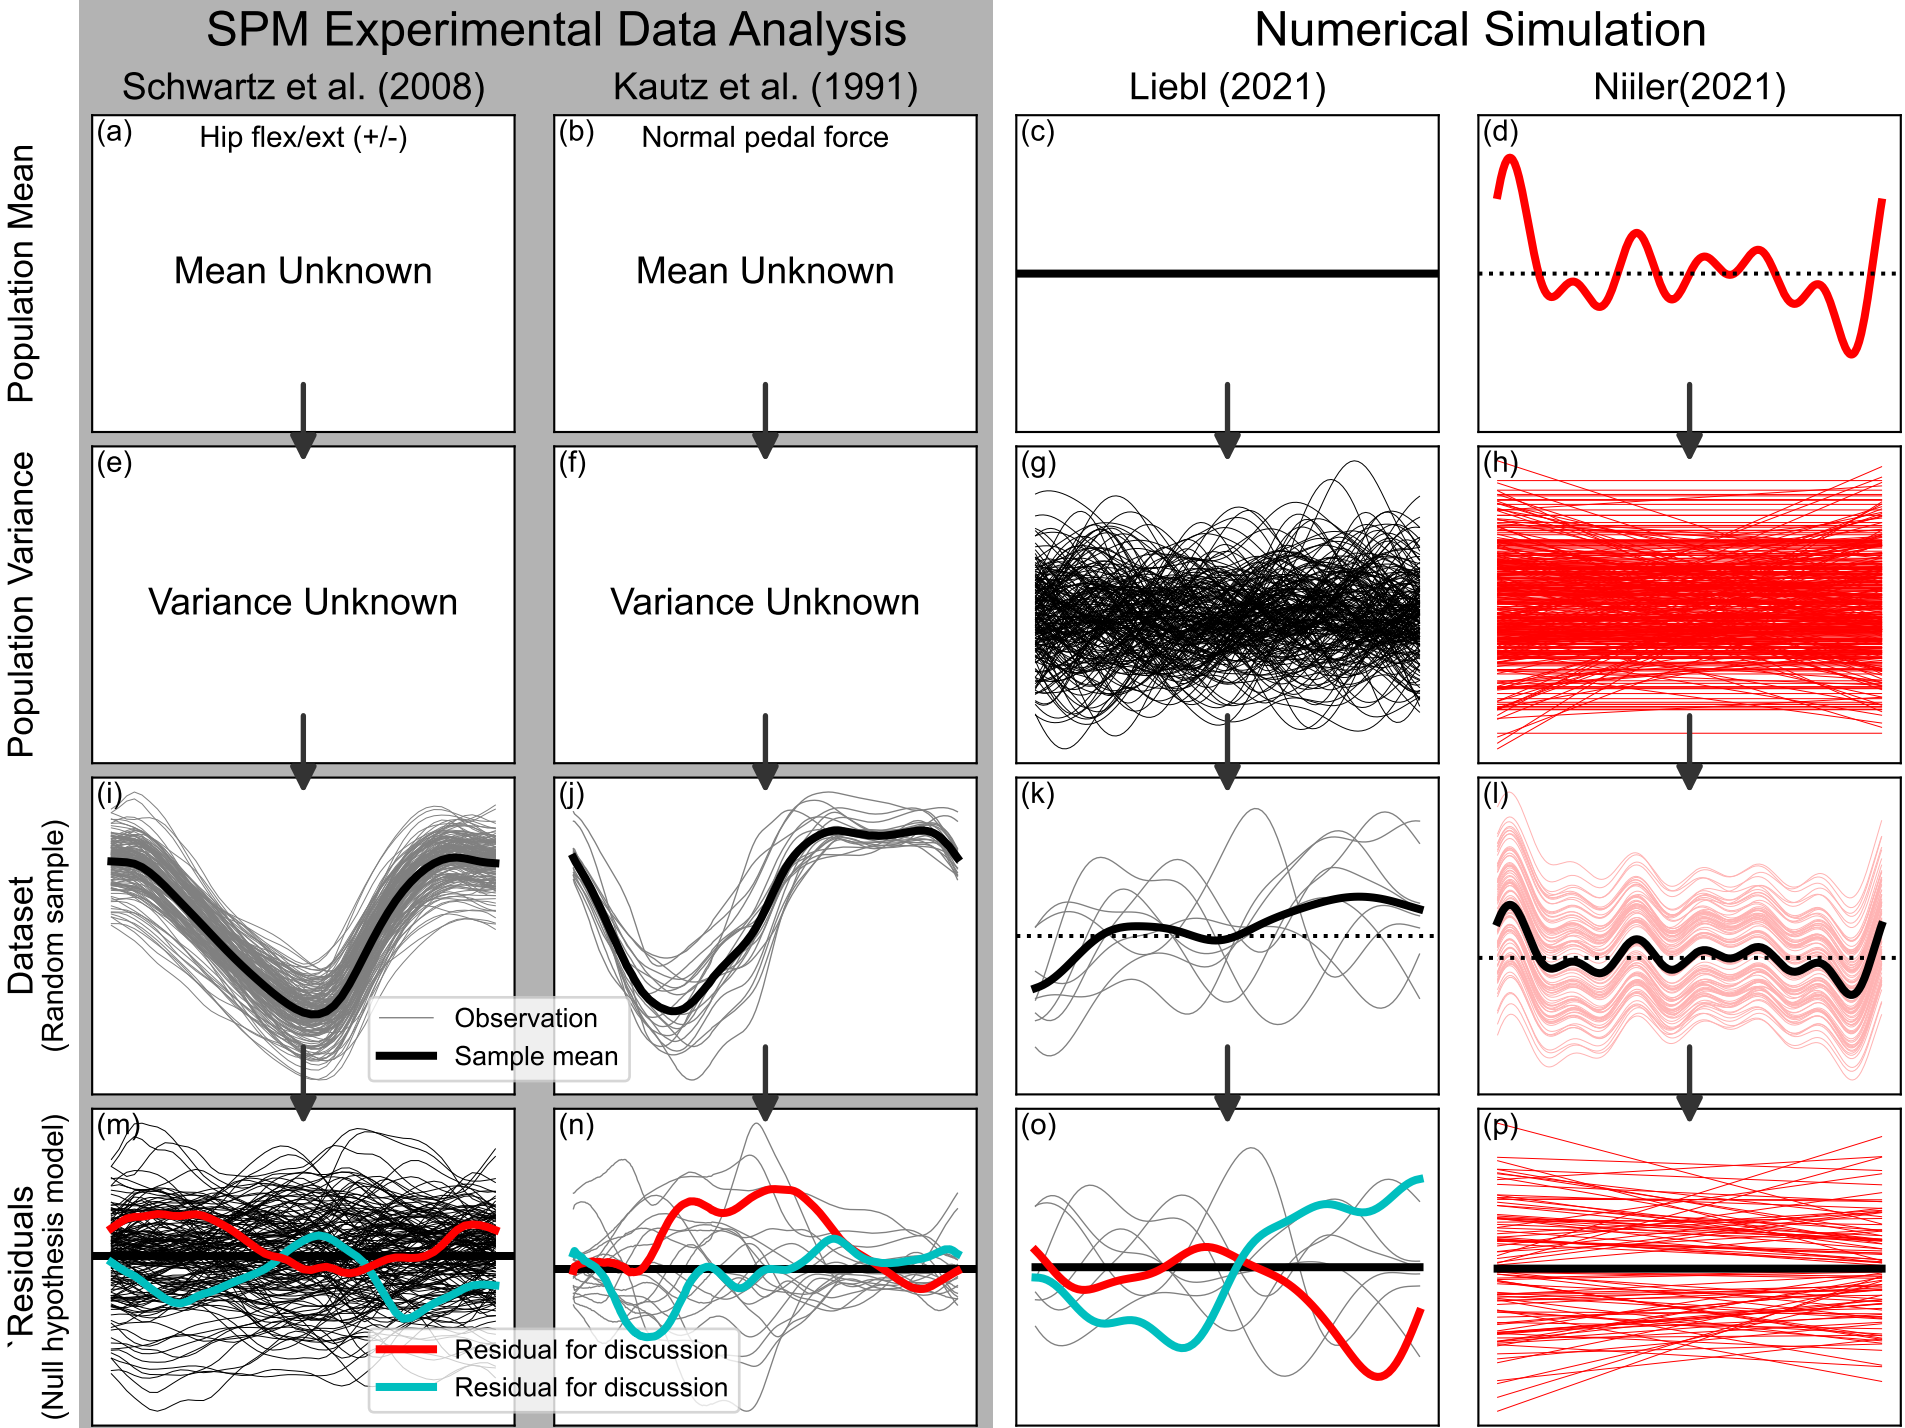 SPM Experimental Data Analysis
Numerical Simulation
Schwartz et al. (2008)
Kautz et al. (1991)
Liebl (2021)
Niiler(2021)
Population Mean
(a)
Hip flex/ext (+/-)
Mean Unknown
(b)
Normal pedal force
Mean Unknown
(c)
(d)
Population Variance
(e)
Variance Unknown
(f)
Variance Unknown
(g)
(h)
Dataset
(Random sample)
(i)
(j)
(k)
(l)
Observation
Sample mean
`Residuals
(Null hypothesis model)
(m)
(n)
(o)
(p)
Residual for discussion
Residual for discussion